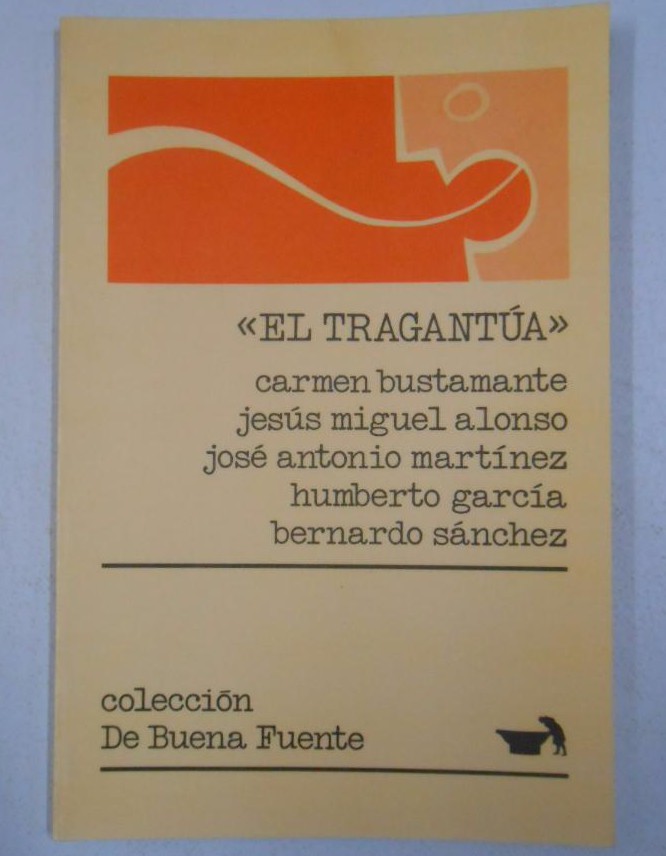 «EL TRAGANTÚA»
carmen bustamante
jesús miguel alonso
josé antonio martínez
humberto garcía
bernardo sánchez
colección
De Buena Fuente